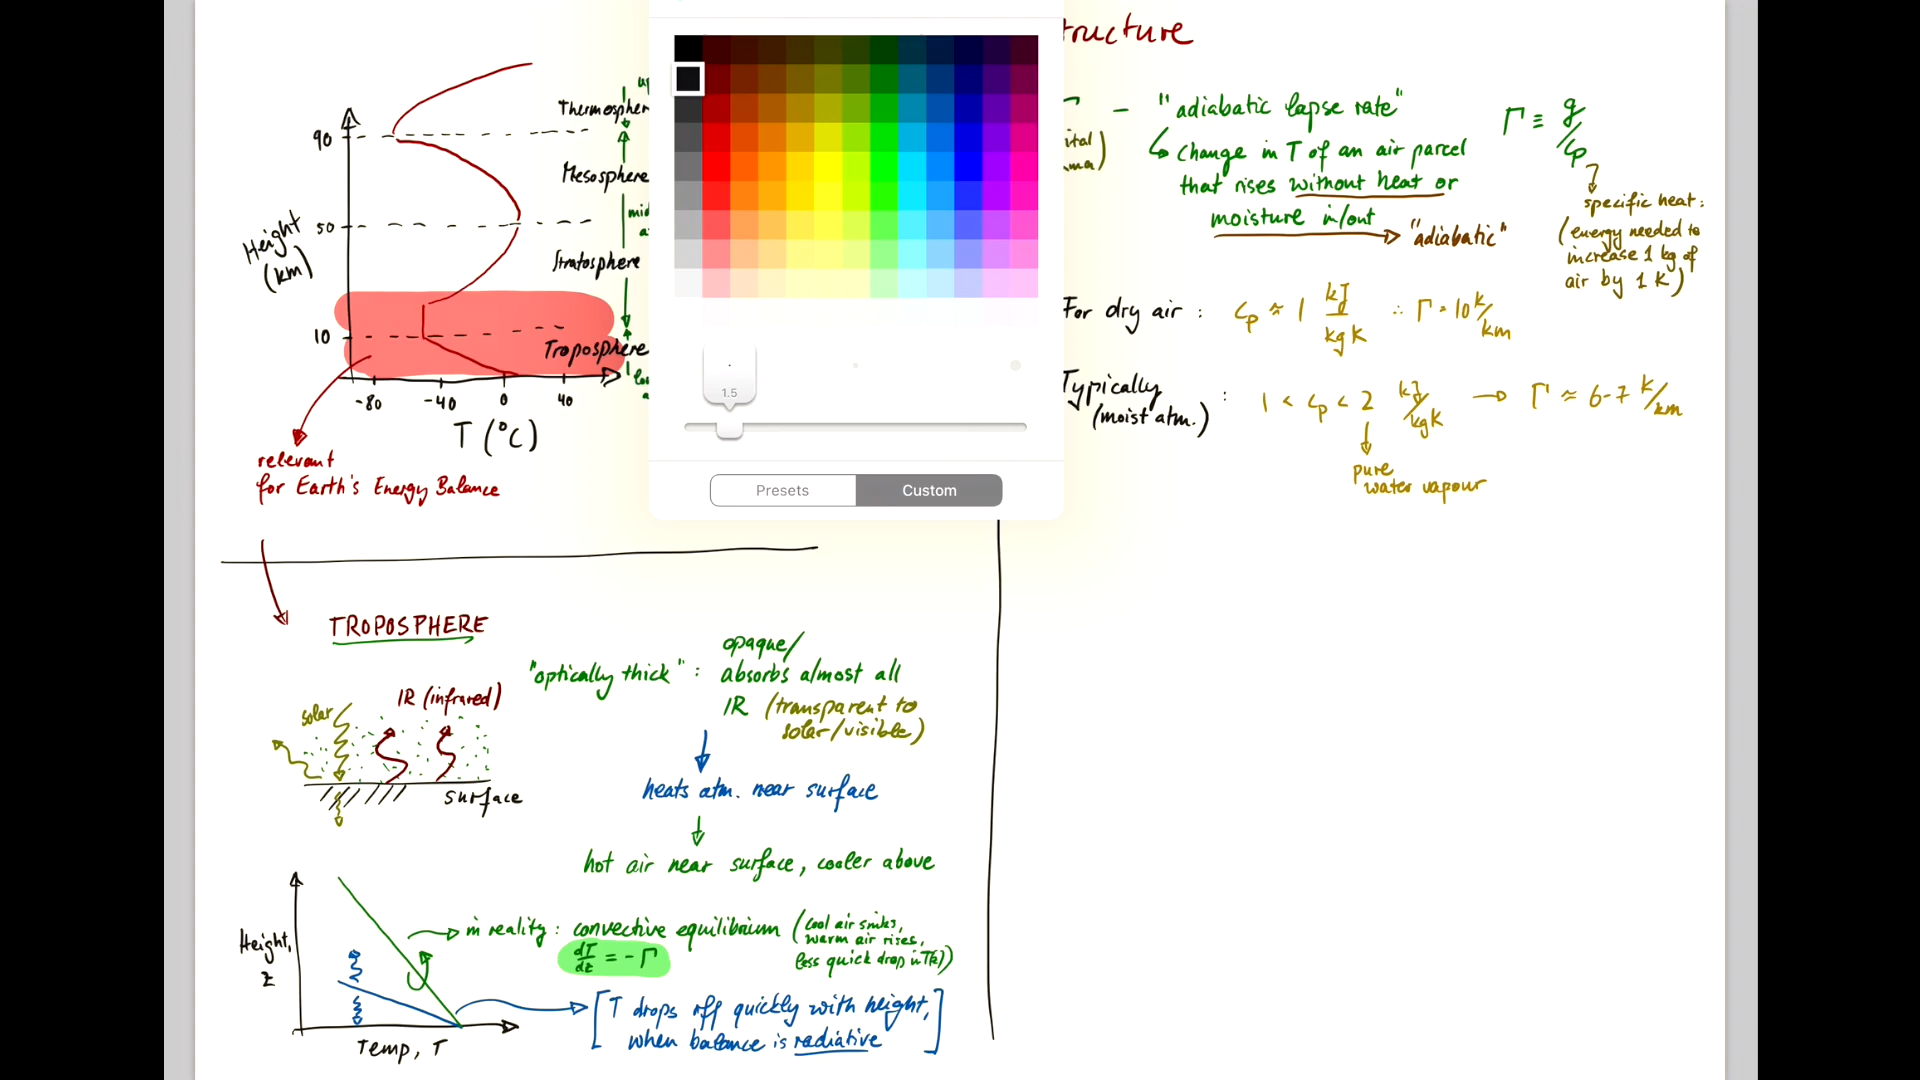 tructure
Thermospher
Mesosphere
Stratosphere
Troposphere
90
50
10
Height
(km)
-80 -40 0 40
T (°C)
relevant
for Earth's Energy Balance
1.5
Presets Custom
- "adiabatic lapse rate"
change in T of an air parcel
that rises without heat or
moisture in/out
"adiabatic"
Γ ≡ g/cp
specific heat:
(energy needed to
increase 1 kg of
air by 1 K)
For dry air : cp ≈ 1 kJ/kg K ∴ Γ = 10 K/km
Typically
(moist atm.) : 1 < cp < 2 kJ/kg K → Γ ≈ 6-7 K/km
pure
water vapour
TROPOSPHERE
solar
IR (infrared)
surface
"optically thick" : opaque/
absorbs almost all
IR (transparent to
solar/visible)
heats atm. near surface
hot air near surface, cooler above
Height,
z
Temp, T
in reality : convective equilibrium (cool air sinks,
warm air rises,
less quick drop in T(z))
dT/dz = -Γ
[T drops off quickly with height,
when balance is radiative]